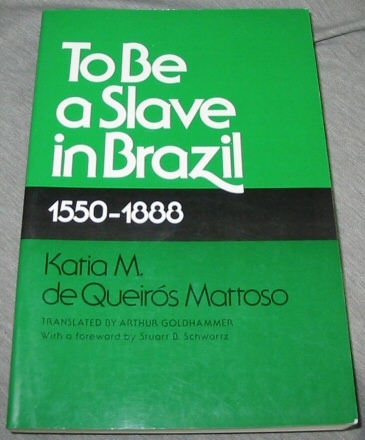 To Be
a Slave
in Brazil
1550-1888
Katia M.
de Queirós Mattoso
TRANSLATED BY ARTHUR GOLDHAMMER
With a foreword by Stuart B. Schwartz